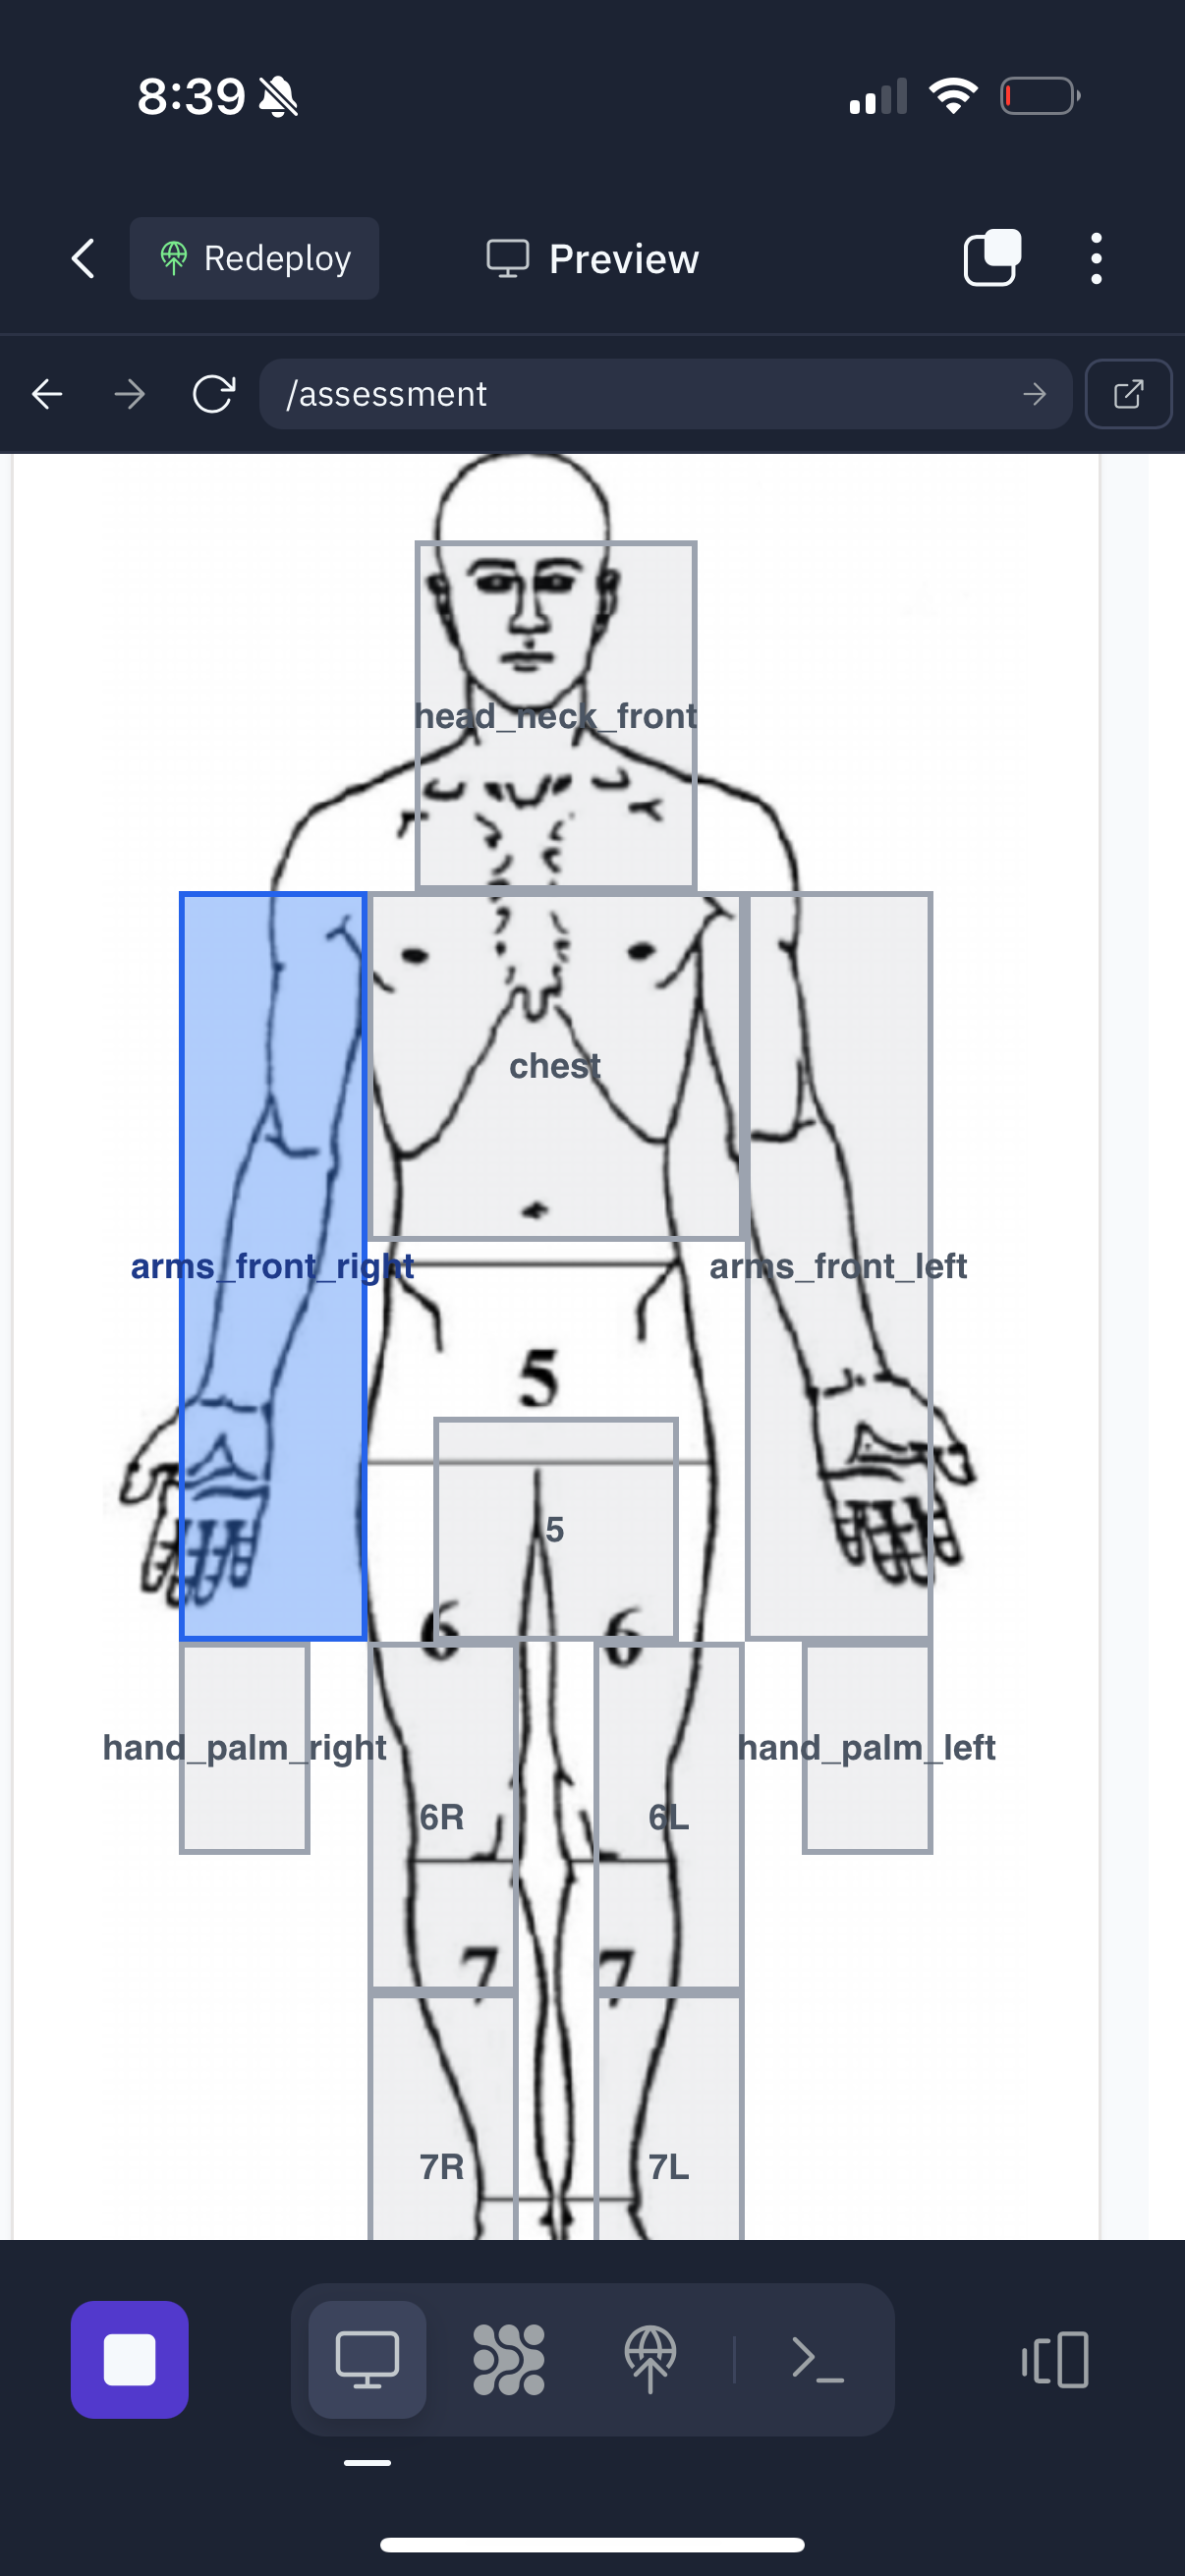 8:39
Redeploy
Preview
/assessment
head_neck_front
chest
arms_front_right
arms_front_left
5
5
6 6
hand_palm_right
hand_palm_left
6R
6L
7 7
7R
7L